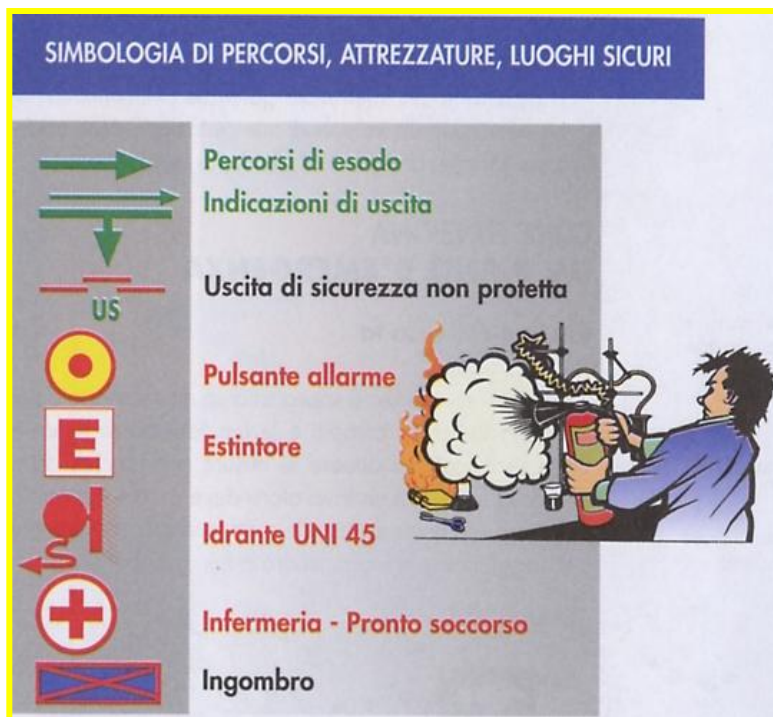 SIMBOLOGIA DI PERCORSI, ATTREZZATURE, LUOGHI SICURI
Percorsi di esodo
Indicazioni di uscita
US
Uscita di sicurezza non protetta
Pulsante allarme
E
Estintore
Idrante UNI 45
Infermeria - Pronto soccorso
Ingombro